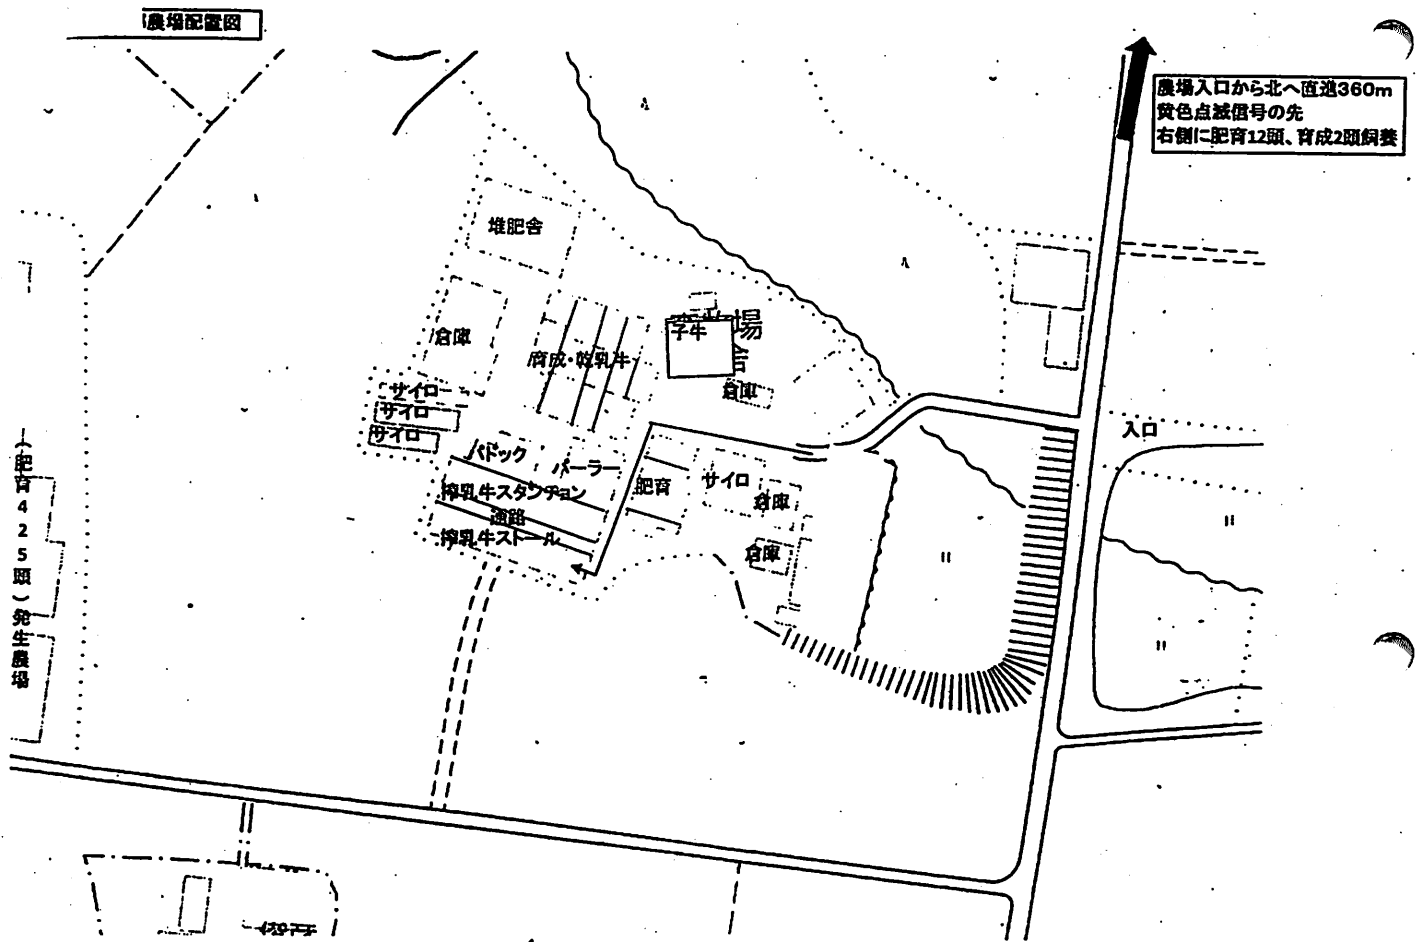 農場配置図
農場入口から北へ直進360m
黄色点滅信号の先
右側に肥育12頭、育成2頭飼養
堆肥舎
倉庫
牧場
子牛
舎
育成・乾乳牛
倉庫
サイロ
サイロ
サイロ
入口
パドック
パーラー
搾乳牛スタンチョン
通路
搾乳牛ストール
肥育
サイロ
倉庫
倉庫
(肥育425頭)発生農場